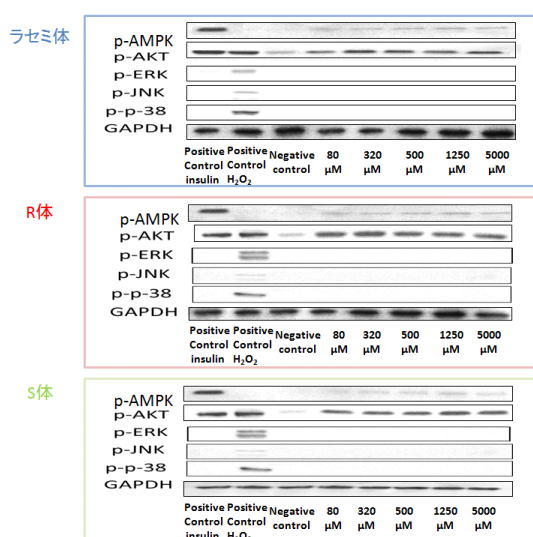 ラセミ体
p-AMPK
p-AKT
p-ERK
p-JNK
p-p-38
GAPDH
Positive Control insulin
Positive Control H₂O₂
Negative control
80 μM
320 μM
500 μM
1250 μM
5000 μM
R体
p-AMPK
p-AKT
p-ERK
p-JNK
p-p-38
GAPDH
Positive Control insulin
Positive Control H₂O₂
Negative control
80 μM
320 μM
500 μM
1250 μM
5000 μM
S体
p-AMPK
p-AKT
p-ERK
p-JNK
p-p-38
GAPDH
Positive Control insulin
Positive Control H₂O₂
Negative control
80 μM
320 μM
500 μM
1250 μM
5000 μM